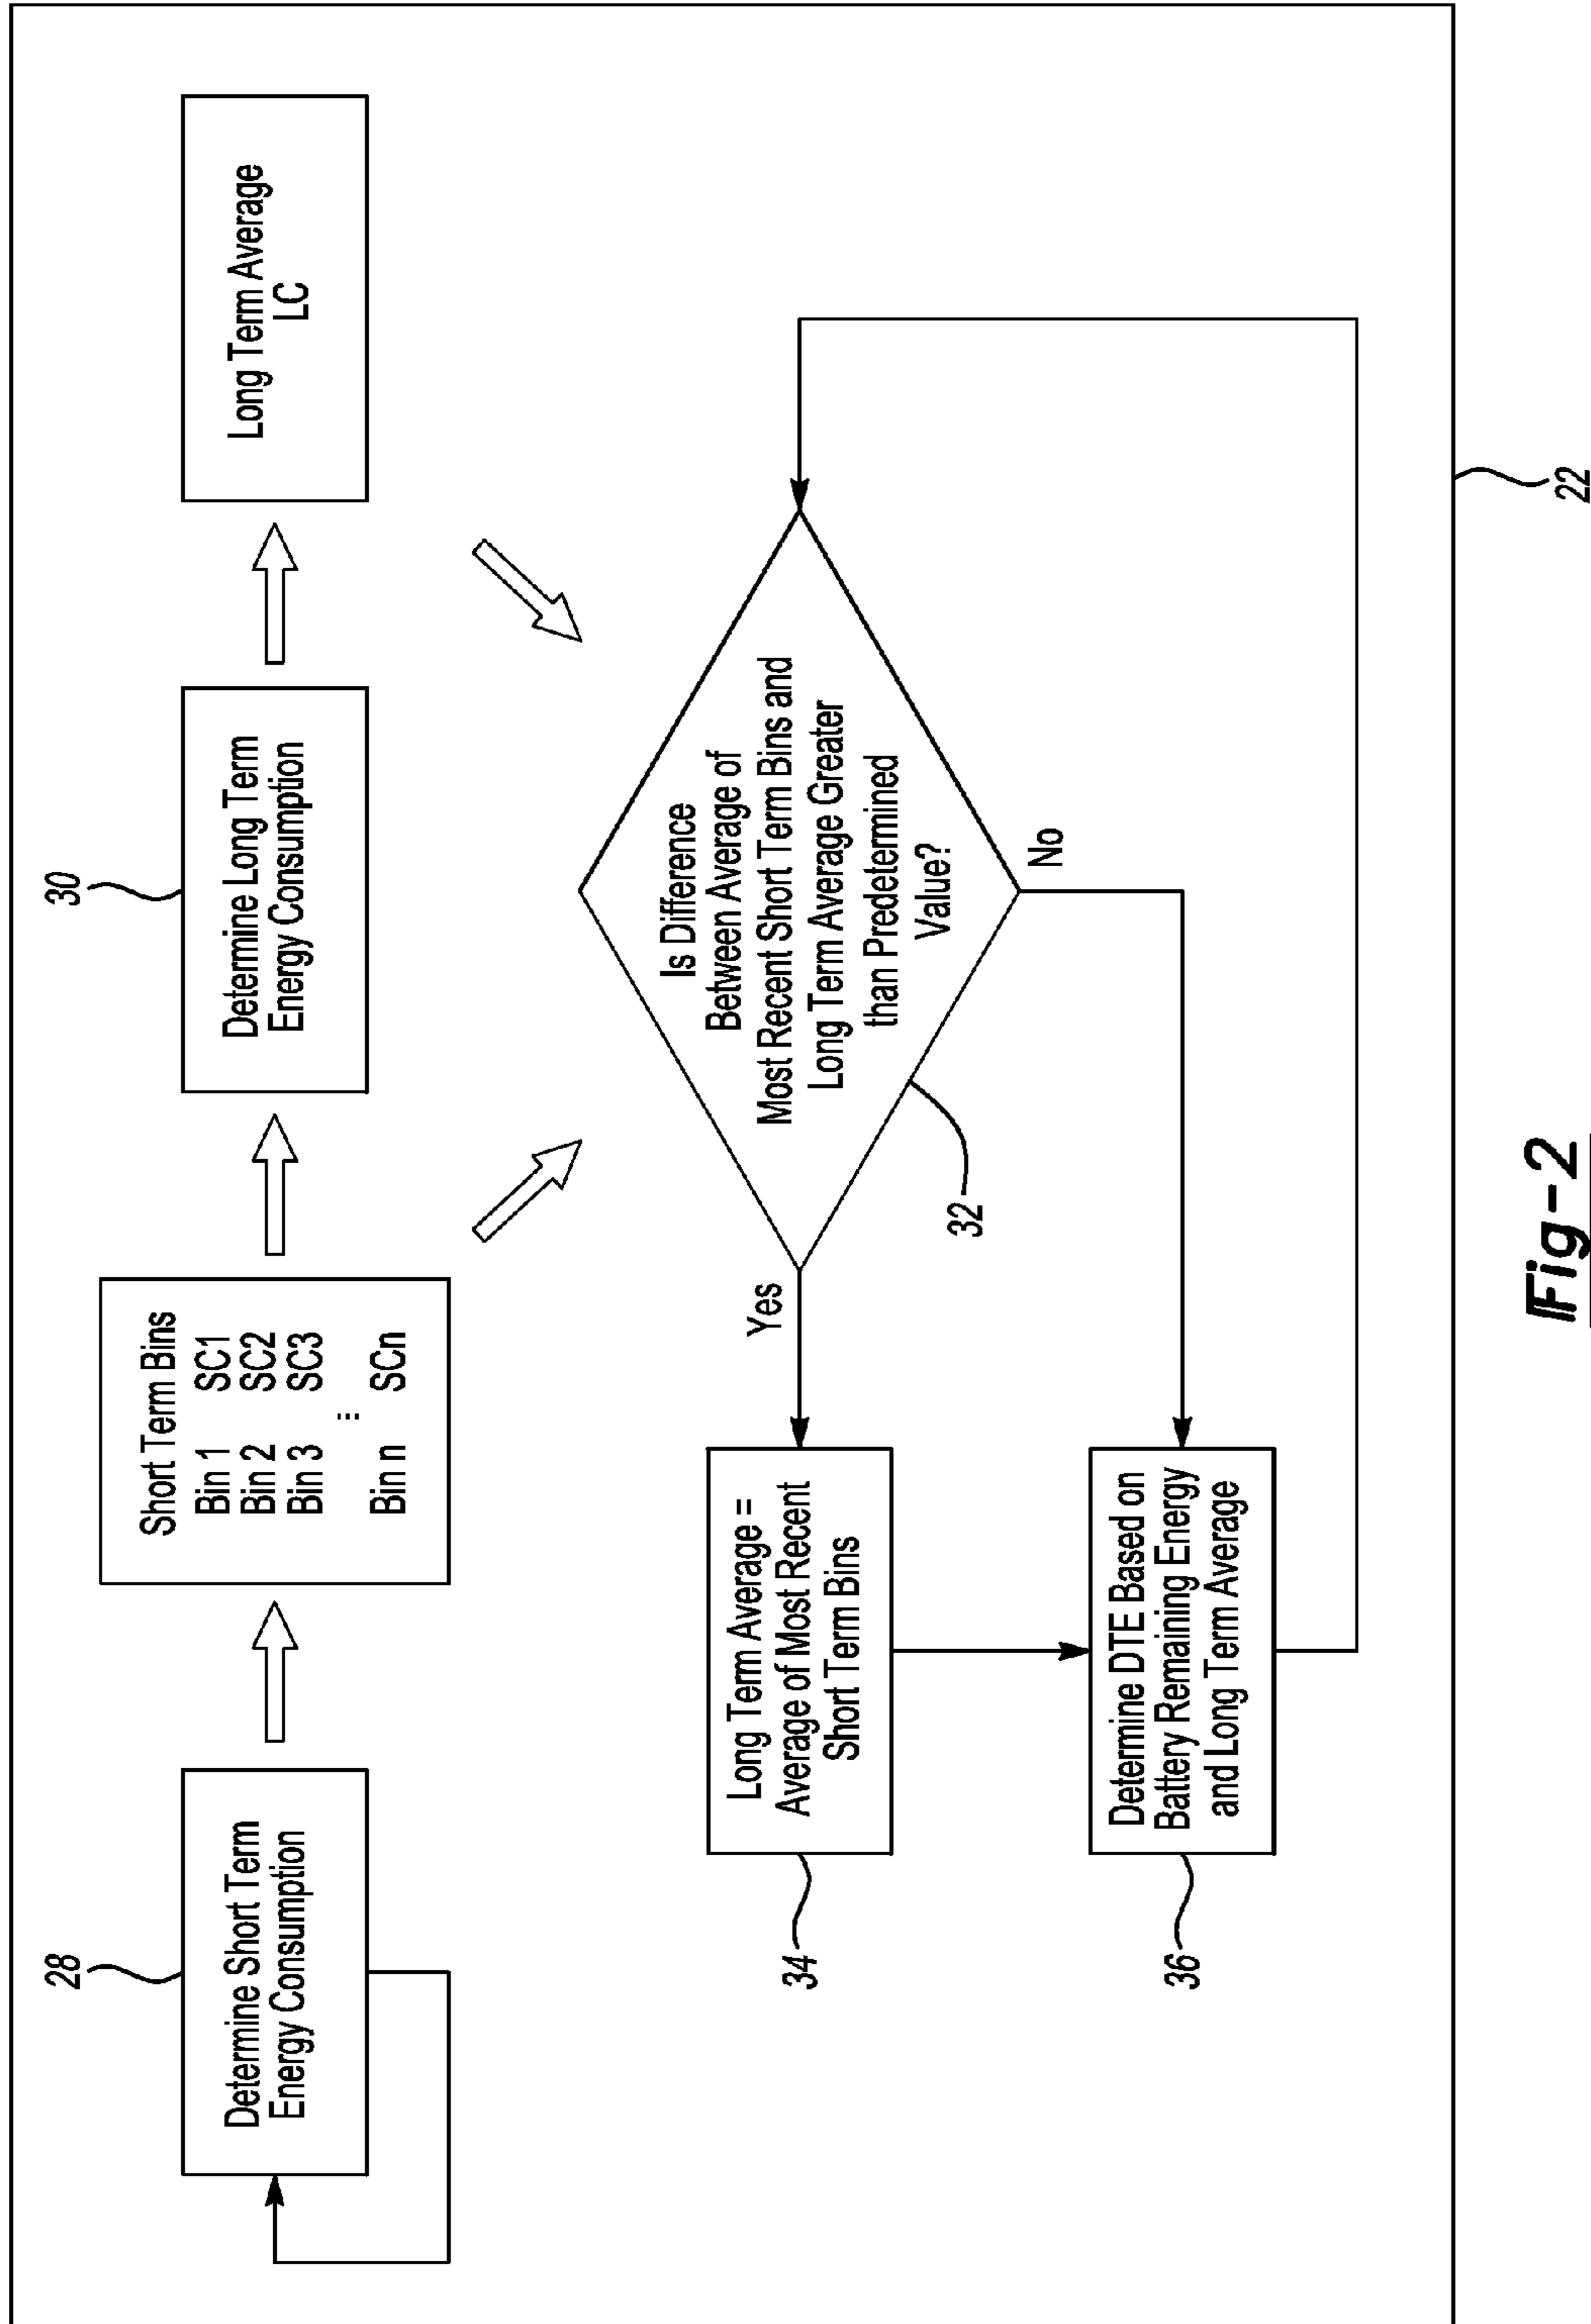 28
Determine Short Term
Energy Consumption
Short Term Bins
Bin 1 SC1
Bin 2 SC2
Bin 3 SC3
...
Bin n SCn
30
Determine Long Term
Energy Consumption
Long Term Average
LC
Is Difference
Between Average of
Most Recent Short Term Bins and
Long Term Average Greater
than Predetermined
Value?
32
Yes
No
Long Term Average =
Average of Most Recent
Short Term Bins
34
Determine DTE Based on
Battery Remaining Energy
and Long Term Average
36
22
Fig-2